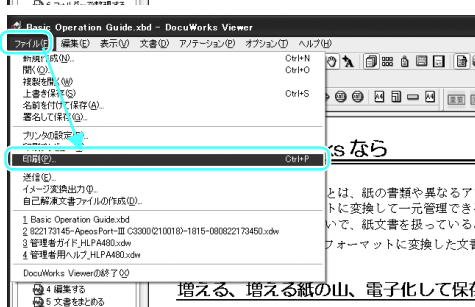 Basic Operation Guide.xbd - DocuWorks Viewer
ファイル(F) 編集(E) 表示(V) 文書(D) アノテーション(P) オプション(T) ヘルプ(H)
新規作成(N)... Ctrl+N
開く(O)... Ctrl+O
複製を開く(W)
上書き保存(S) Ctrl+S
名前を付けて保存(A)...
署名して保存(G)...
プリンタの設定(R)...
印刷(P)... Ctrl+P
送信(E)...
イメージ変換出力(I)...
自己解凍文書ファイルの作成(D)...
1 Basic Operation Guide.xbd
2 822173145-ApeosPort-III C3300(210018)-1815-080822173450.xdw
3 管理者ガイド_HLPA480.xdw
4 管理者用ヘルプ_HLPA480.xdw
DocuWorks Viewerの終了(X)
ks なら
とは、紙の書類や異なるア
トに変換して一元管理でき
いで、紙文書を扱っている
フォーマットに変換した文書
4 編集する
5 文書をまとめる
増える、増える紙の山、電子化して保存